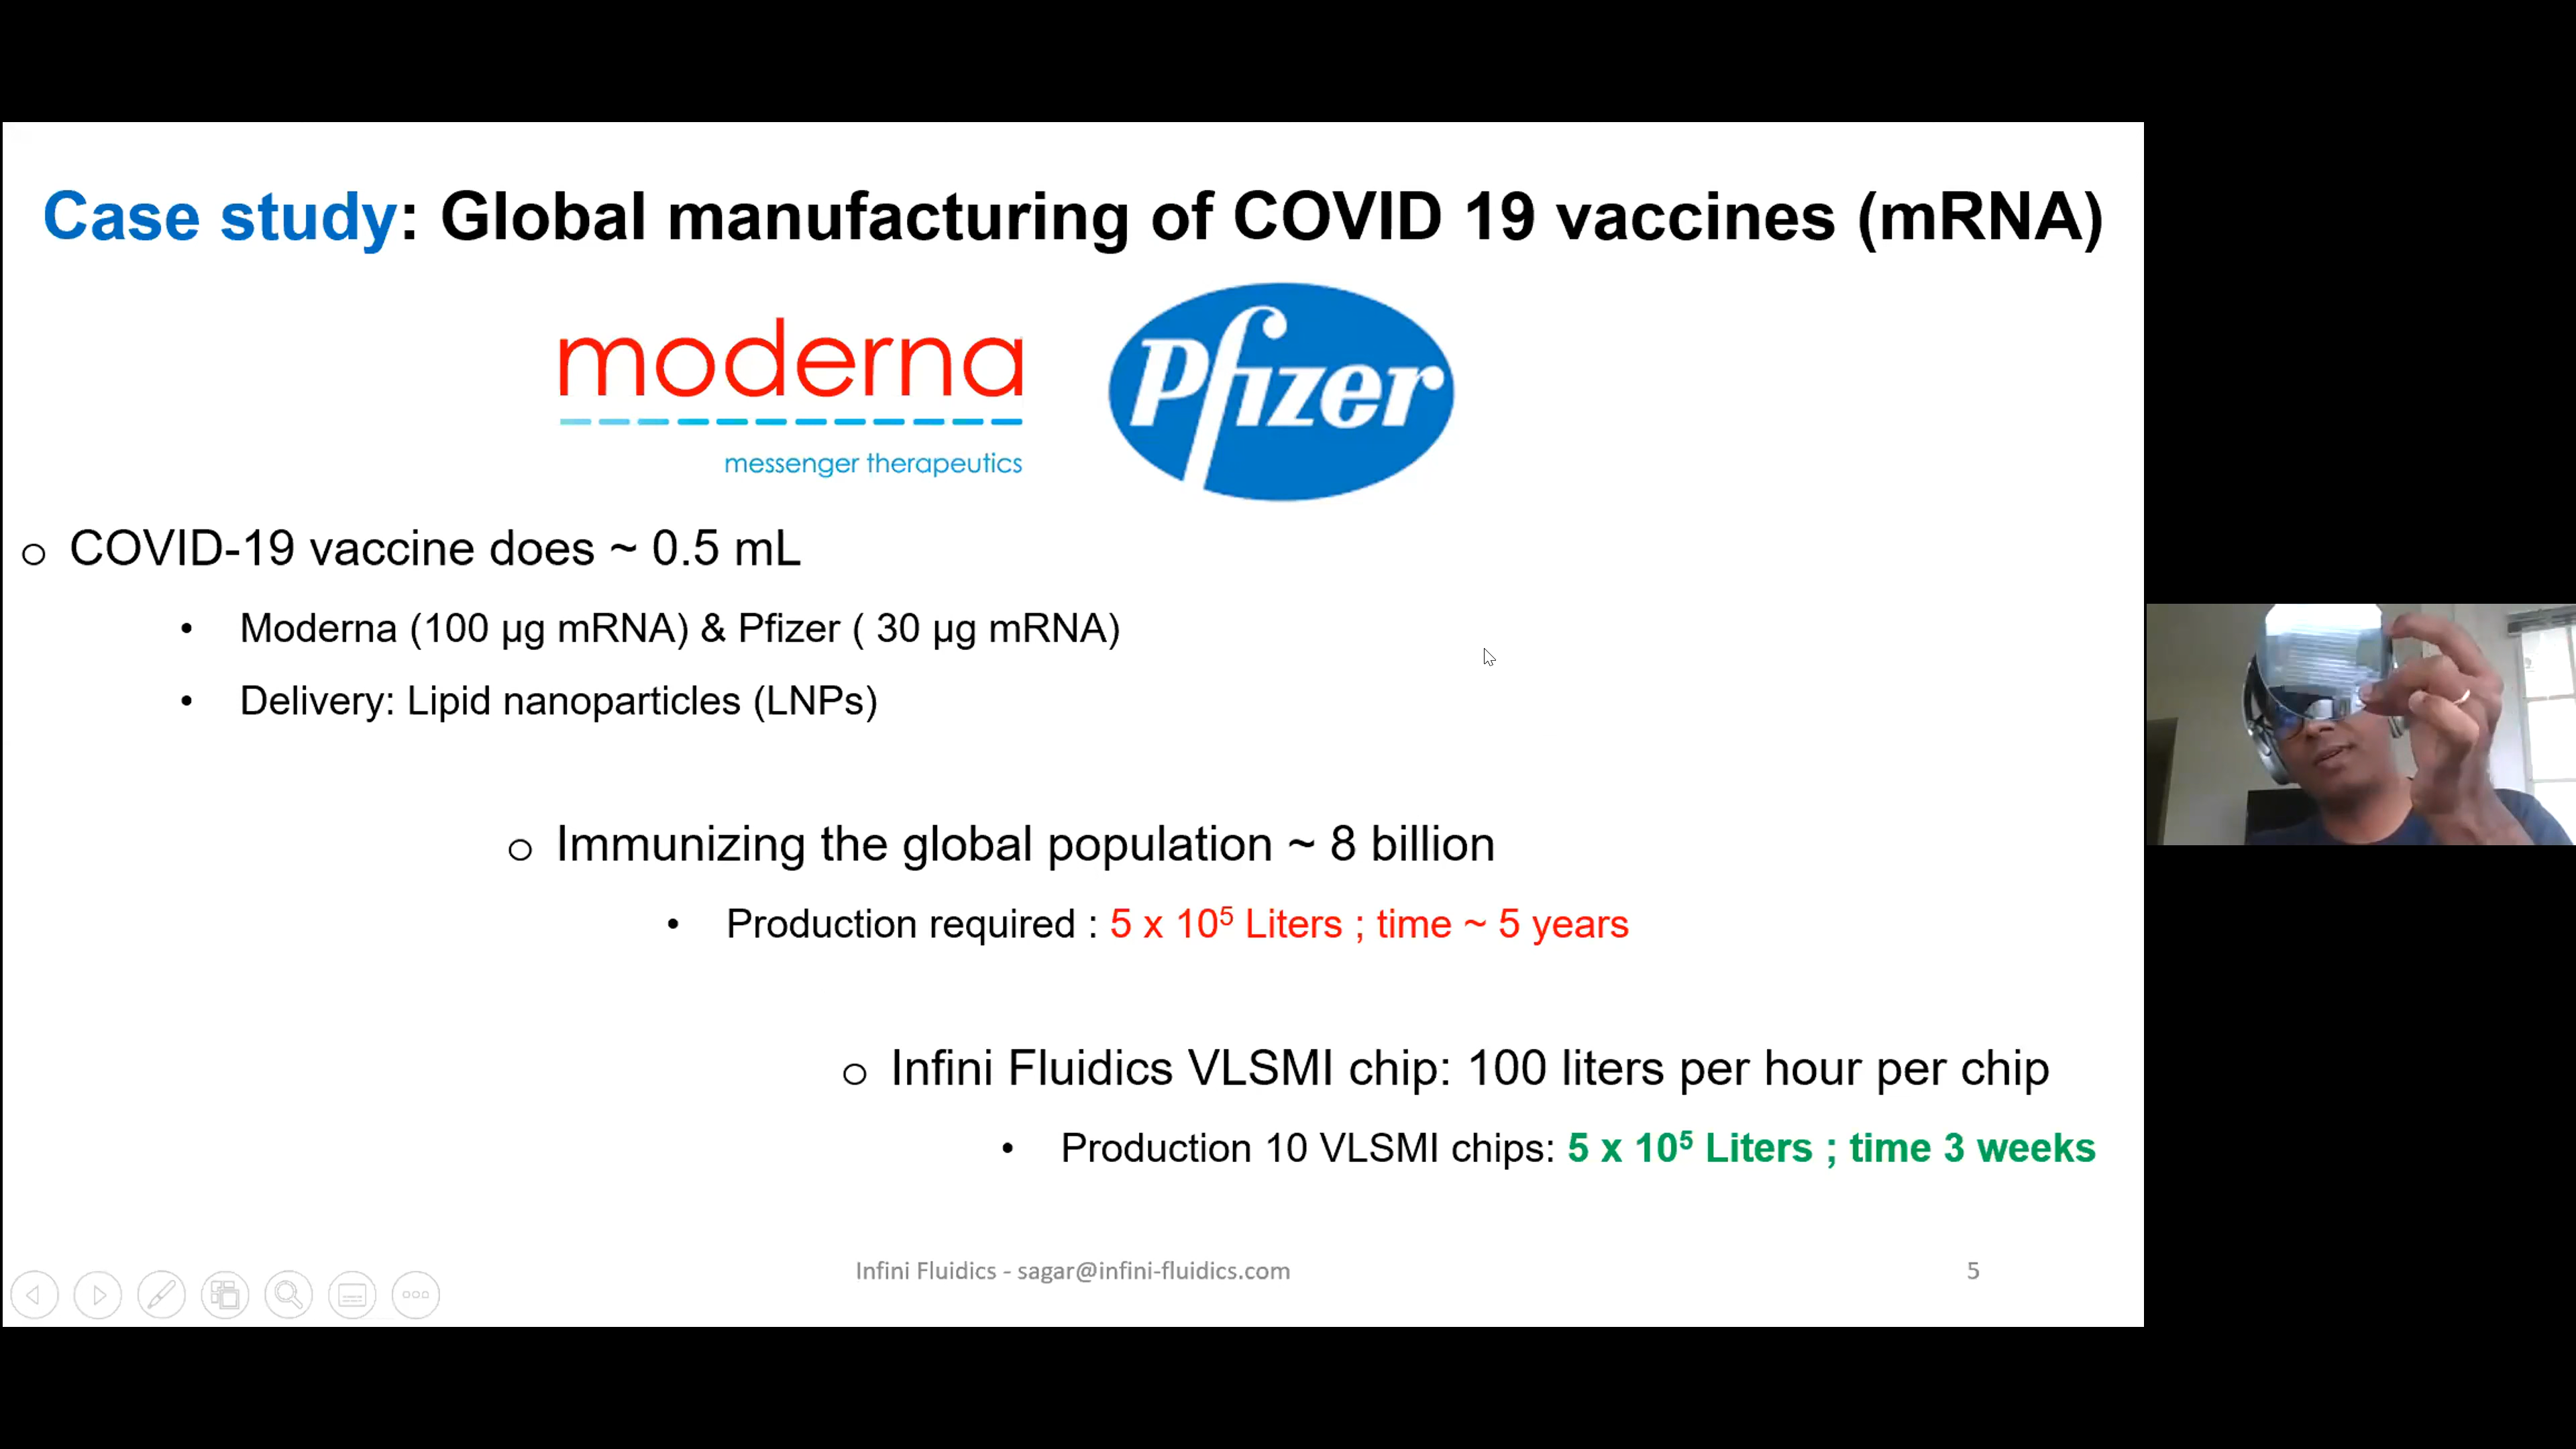 Case study: Global manufacturing of COVID 19 vaccines (mRNA)
moderna
messenger therapeutics
Pfizer
o COVID-19 vaccine does ~ 0.5 mL
• Moderna (100 µg mRNA) & Pfizer ( 30 µg mRNA)
• Delivery: Lipid nanoparticles (LNPs)
o Immunizing the global population ~ 8 billion
• Production required : 5 x 10⁵ Liters ; time ~ 5 years
o Infini Fluidics VLSMI chip: 100 liters per hour per chip
• Production 10 VLSMI chips: 5 x 10⁵ Liters ; time 3 weeks
Infini Fluidics - sagar@infini-fluidics.com
5